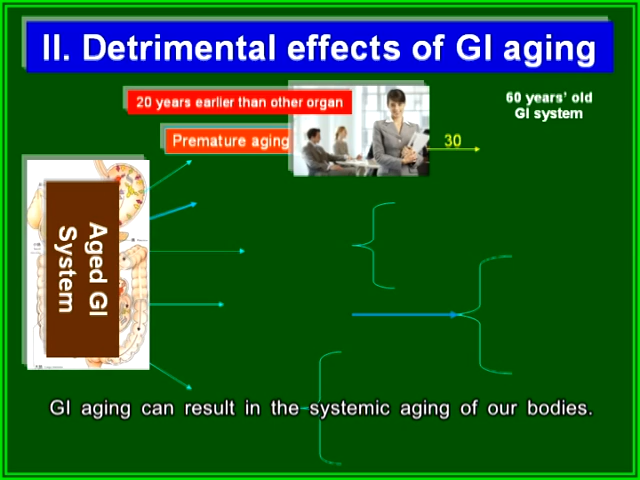 II. Detrimental effects of GI aging
20 years earlier than other organ
60 years' old
GI system
Premature aging
30
Aged GI
System
GI aging can result in the systemic aging of our bodies.